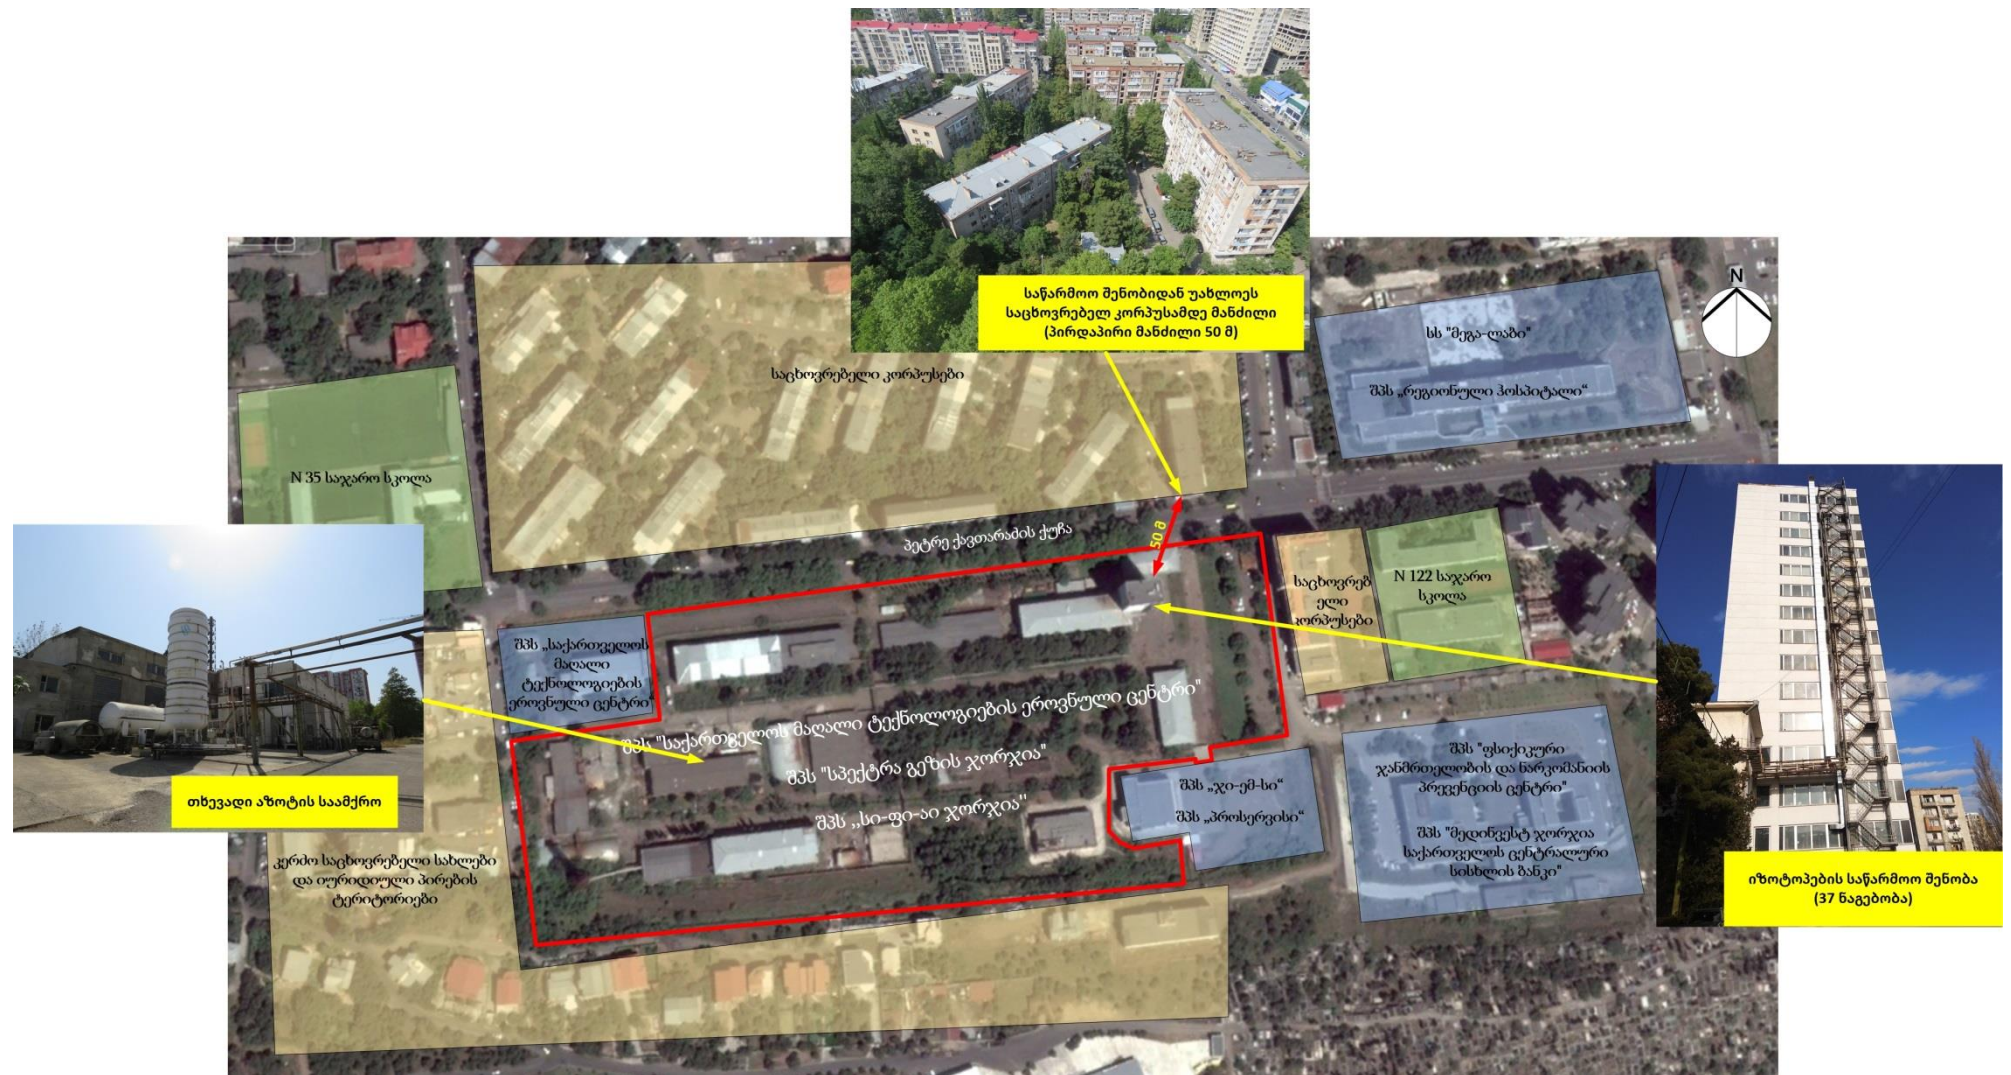 საწარმოო შენობიდან უახლოეს
საცხოვრებელ კორპუსამდე მანძილი
(პირდაპირი მანძილი 50 მ)
N
სს "მეგა-ლაბი"
შპს „რეგიონული ჰოსპიტალი“
საცხოვრებელი კორპუსები
N 35 საჯარო სკოლა
პეტრე ქავთარაძის ქუჩა
50 მ
საცხოვრებ
ელი
კორპუსები
N 122 საჯარო
სკოლა
შპს „საქართველოს
მაღალი
ტექნოლოგიების
ეროვნული ცენტრი“
შპს "საქართველოს მაღალი ტექნოლოგიების ეროვნული ცენტრი"
შპს "სპექტრა გეზის ჯორჯია"
შპს ,,სი-ფი-აი ჯორჯია''
შპს „ჯი-ემ-სი“
შპს „პროსერვისი“
შპს "ფსიქიკური
ჯანმრთელობის და ნარკომანიის
პრევენციის ცენტრი"
შპს "მედინვესტ ჯორჯია
საქართველოს ცენტრალური
სისხლის ბანკი"
თხევადი აზოტის საამქრო
კერძო საცხოვრებელი სახლები
და იურიდიული პირების
ტერიტორიები
იზოტოპების საწარმოო შენობა
(37 ნაგებობა)